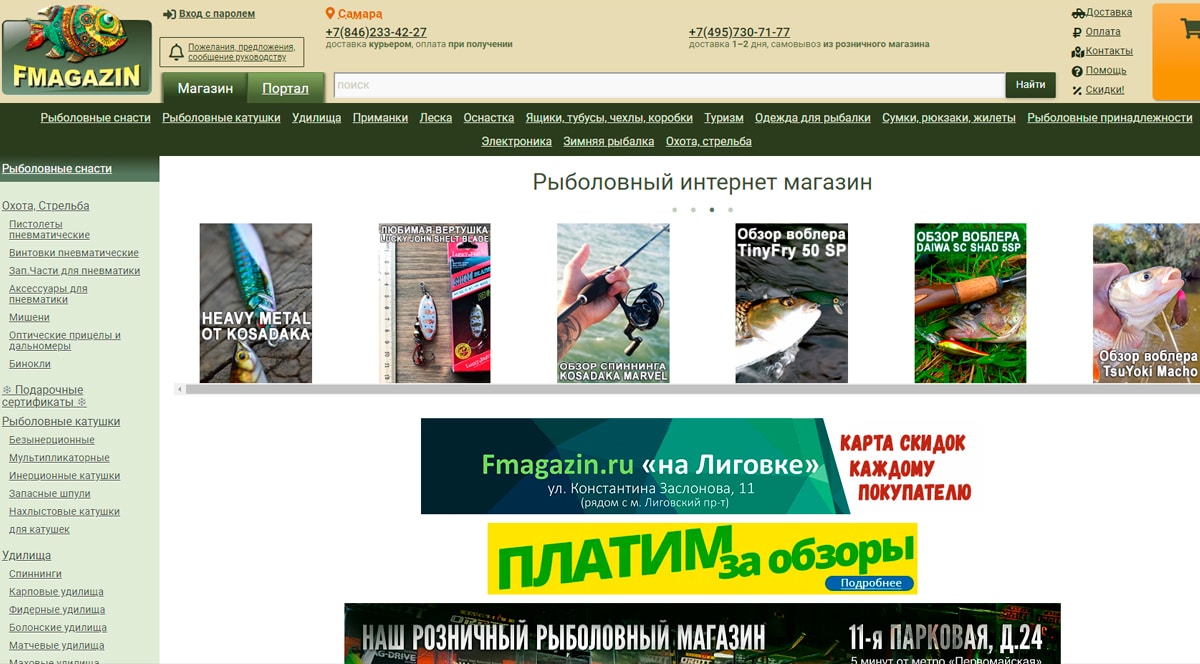 FMAGAZIN
Вход с паролем
Пожелания, предложения,
сообщение руководству
Самара
+7(846)233-42-27
доставка курьером, оплата при получении
+7(495)730-71-77
доставка 1–2 дня, самовывоз из розничного магазина
Доставка
Оплата
Контакты
Помощь
Скидки!
Магазин
Портал
поиск
Найти
Рыболовные снасти Рыболовные катушки Удилища Приманки Леска Оснастка Ящики, тубусы, чехлы, коробки Туризм Одежда для рыбалки Сумки, рюкзаки, жилеты Рыболовные принадлежности
Электроника Зимняя рыбалка Охота, стрельба
Рыболовные снасти
Охота, Стрельба
Пистолеты
пневматические
Винтовки пневматические
Зап.Части для пневматики
Аксессуары для
пневматики
Мишени
Оптические прицелы и
дальномеры
Бинокли
❄ Подарочные
сертификаты ❄
Рыболовные катушки
Безынерционные
Мультипликаторные
Инерционные катушки
Запасные шпули
Нахлыстовые катушки
для катушек
Удилища
Спиннинги
Карповые удилища
Фидерные удилища
Болонские удилища
Матчевые удилища
Маховые удилища
Рыболовный интернет магазин
HEAVY METAL
ОТ KOSADAKA
ЛЮБИМАЯ ВЕРТУШКА
LUCKY JOHN SHELT BLADE
ОБЗОР СПИННИНГА
KOSADAKA MARVEL
Обзор воблера
TinyFry 50 SP
ОБЗОР ВОБЛЕРА
DAIWA SC SHAD 5SP
Обзор воблера
TsuYoki Macho
Fmagazin.ru «на Лиговке»
ул. Константина Заслонова, 11
(рядом с м. Лиговский пр-т)
КАРТА СКИДОК
КАЖДОМУ
ПОКУПАТЕЛЮ
ПЛАТИМ за обзоры
Подробнее
НАШ РОЗНИЧНЫЙ РЫБОЛОВНЫЙ МАГАЗИН
11-я ПАРКОВАЯ, Д.24
5 минут от метро «Первомайская»